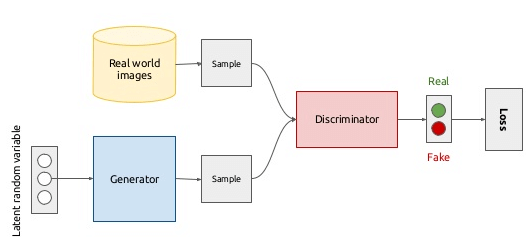 Real world
images
Sample
Real
Discriminator
Loss
Fake
Latent random variable
Generator
Sample